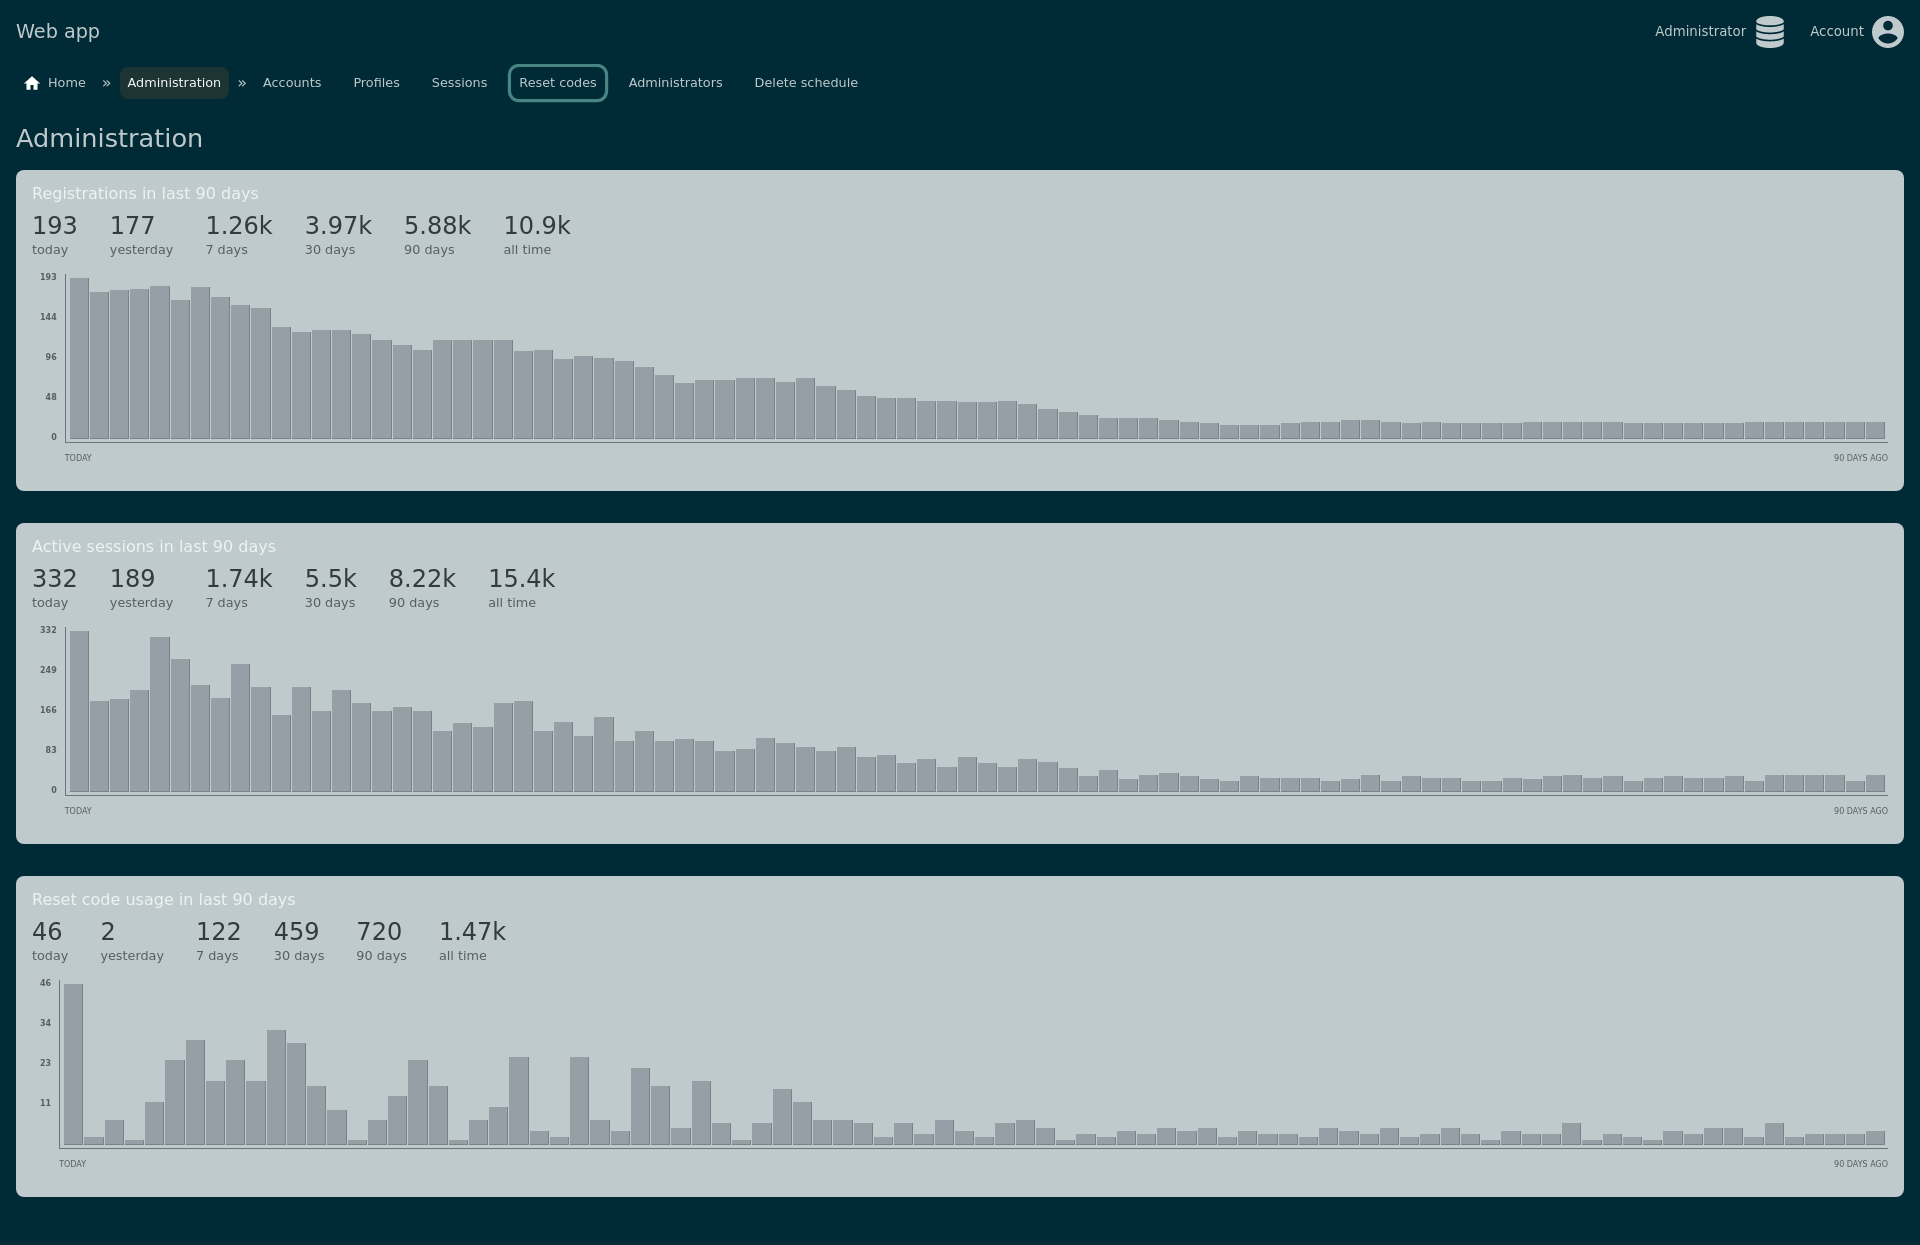 Web app
Administrator
Account
Home » Administration » Accounts Profiles Sessions Reset codes Administrators Delete schedule
Administration
Registrations in last 90 days
193 177 1.26k 3.97k 5.88k 10.9k
today yesterday 7 days 30 days 90 days all time
193
144
96
48
0
TODAY 90 DAYS AGO
Active sessions in last 90 days
332 189 1.74k 5.5k 8.22k 15.4k
today yesterday 7 days 30 days 90 days all time
332
249
166
83
0
TODAY 90 DAYS AGO
Reset code usage in last 90 days
46 2 122 459 720 1.47k
today yesterday 7 days 30 days 90 days all time
46
34
23
11
TODAY 90 DAYS AGO